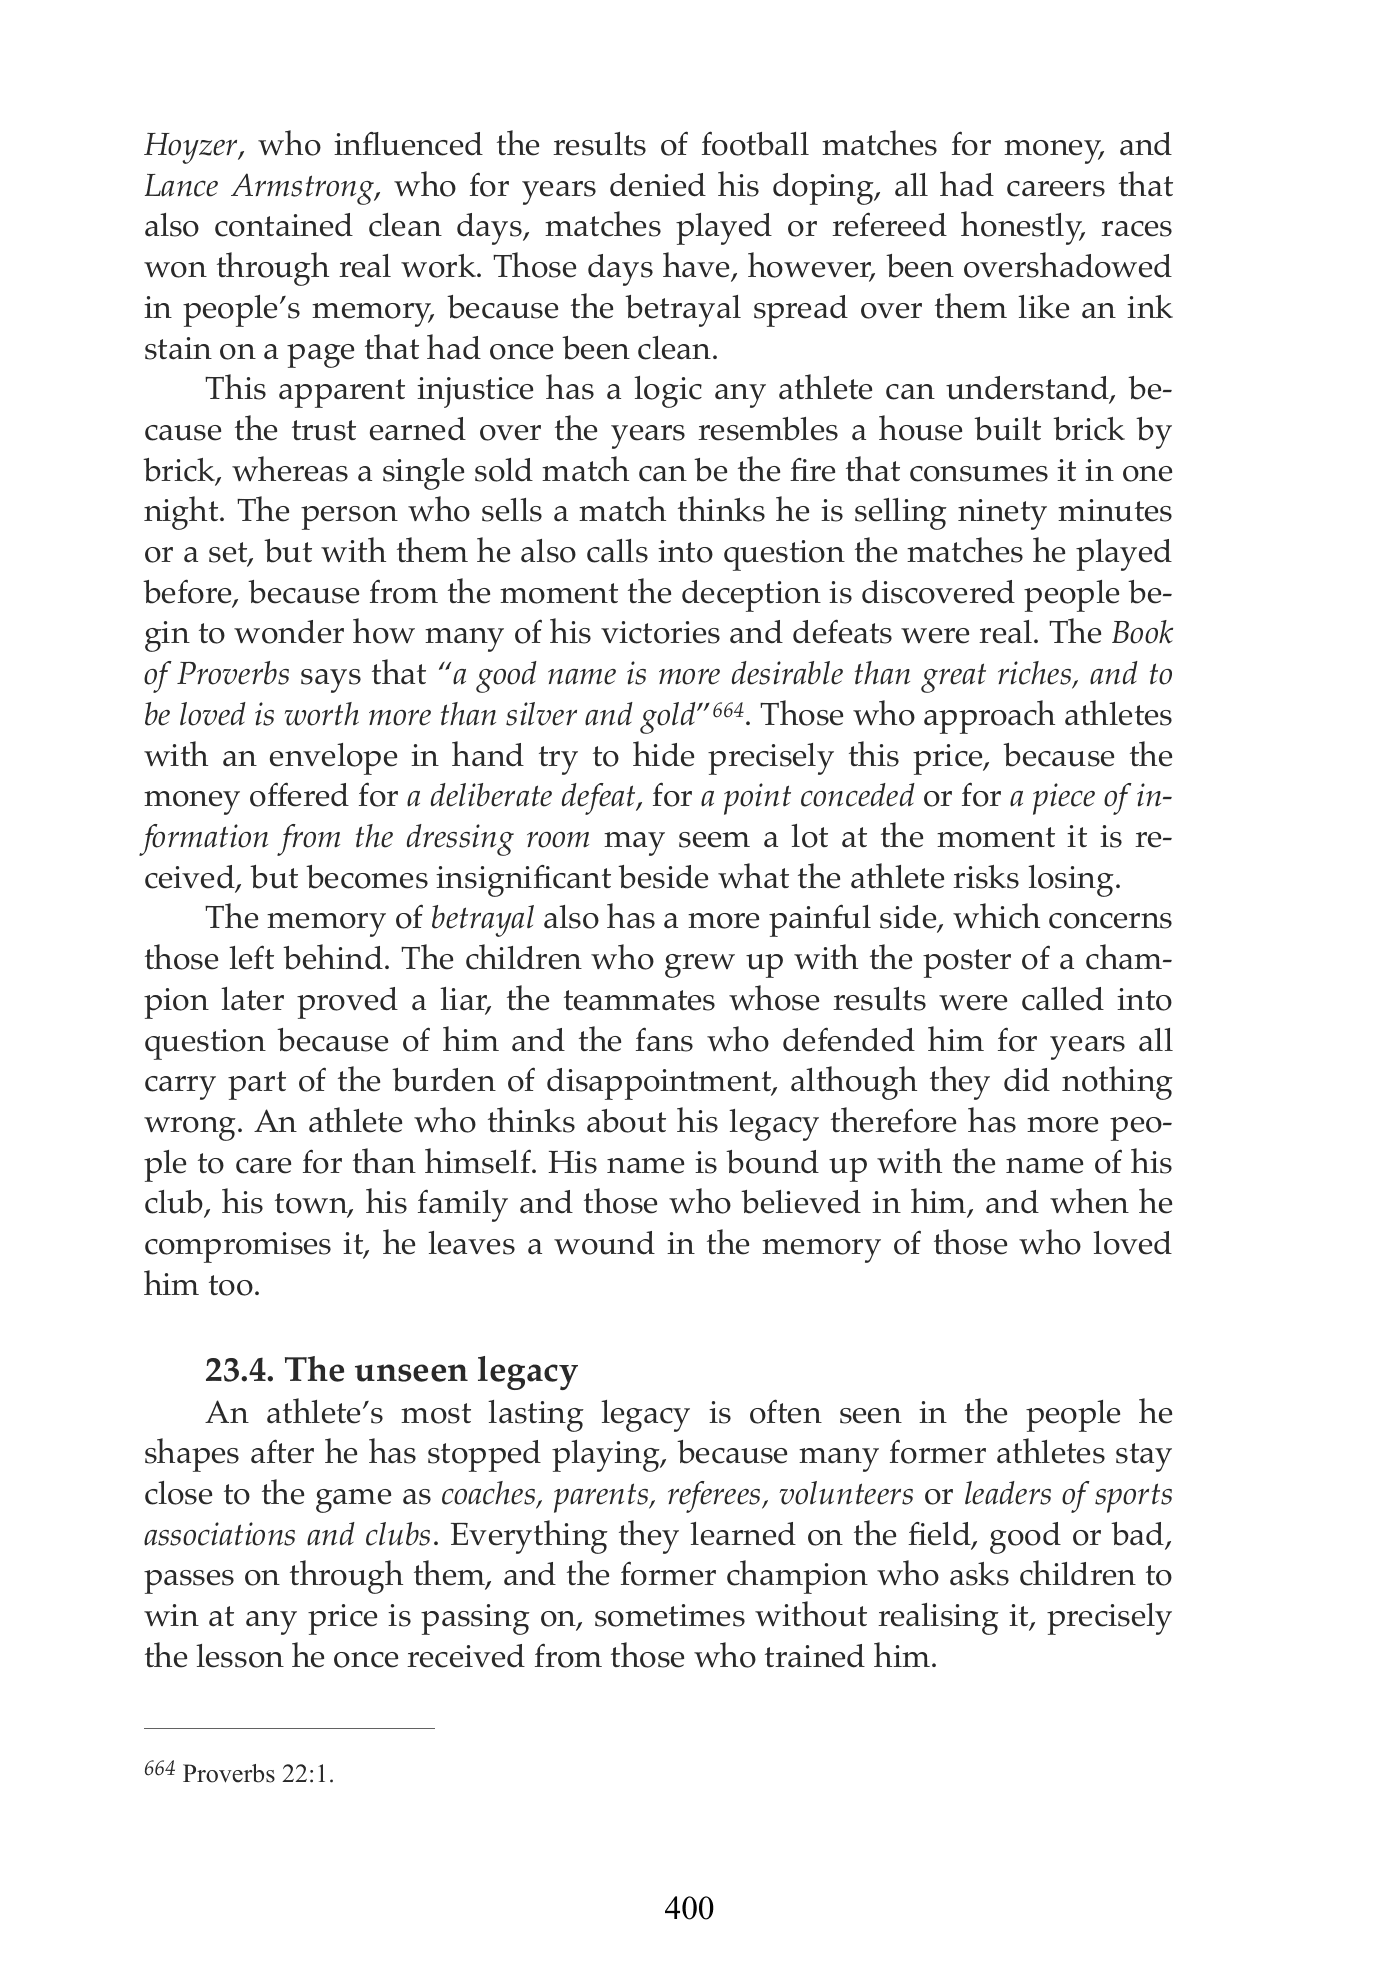 Hoyzer, who influenced the results of football matches for money, and
Lance Armstrong, who for years denied his doping, all had careers that
also contained clean days, matches played or refereed honestly, races
won through real work. Those days have, however, been overshadowed
in people’s memory, because the betrayal spread over them like an ink
stain on a page that had once been clean.
This apparent injustice has a logic any athlete can understand, be-
cause the trust earned over the years resembles a house built brick by
brick, whereas a single sold match can be the fire that consumes it in one
night. The person who sells a match thinks he is selling ninety minutes
or a set, but with them he also calls into question the matches he played
before, because from the moment the deception is discovered people be-
gin to wonder how many of his victories and defeats were real. The Book
of Proverbs says that “a good name is more desirable than great riches, and to
be loved is worth more than silver and gold”664. Those who approach athletes
with an envelope in hand try to hide precisely this price, because the
money offered for a deliberate defeat, for a point conceded or for a piece of in-
formation from the dressing room may seem a lot at the moment it is re-
ceived, but becomes insignificant beside what the athlete risks losing.
The memory of betrayal also has a more painful side, which concerns
those left behind. The children who grew up with the poster of a cham-
pion later proved a liar, the teammates whose results were called into
question because of him and the fans who defended him for years all
carry part of the burden of disappointment, although they did nothing
wrong. An athlete who thinks about his legacy therefore has more peo-
ple to care for than himself. His name is bound up with the name of his
club, his town, his family and those who believed in him, and when he
compromises it, he leaves a wound in the memory of those who loved
him too.
23.4. The unseen legacy
An athlete’s most lasting legacy is often seen in the people he
shapes after he has stopped playing, because many former athletes stay
close to the game as coaches, parents, referees, volunteers or leaders of sports
associations and clubs. Everything they learned on the field, good or bad,
passes on through them, and the former champion who asks children to
win at any price is passing on, sometimes without realising it, precisely
the lesson he once received from those who trained him.
664 Proverbs 22:1.
400